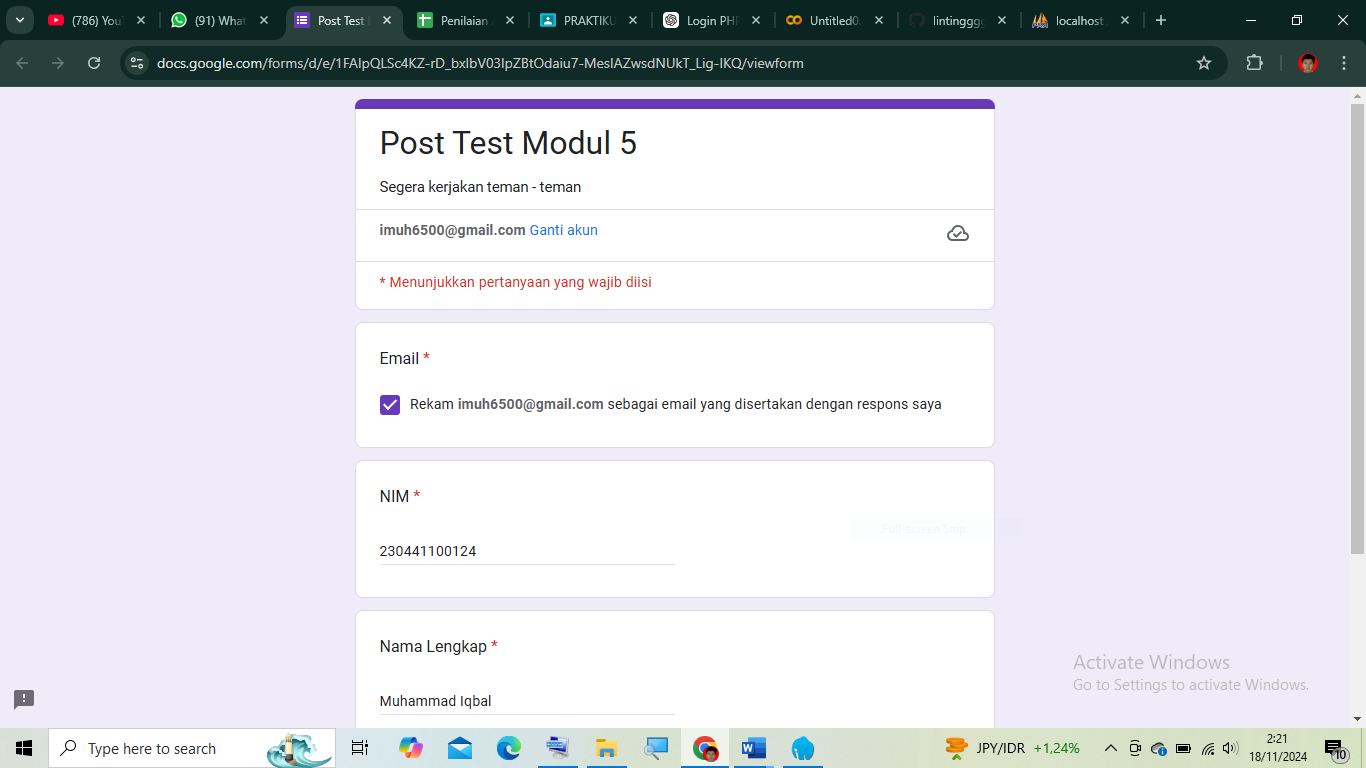 (786) You
(91) What
Post Test
Penilaian
PRAKTIKU
Login PH
Untitled0.
lintinggg
localhost
docs.google.com/forms/d/e/1FAIpQLSc4KZ-rD_bxlbV03IpZBtOdaiu7-MeslAZwsdNUkT_Lig-IKQ/viewform
Post Test Modul 5
Segera kerjakan teman - teman
imuh6500@gmail.com Ganti akun
* Menunjukkan pertanyaan yang wajib diisi
Email *
Rekam imuh6500@gmail.com sebagai email yang disertakan dengan respons saya
NIM *
Full-screen Snip
230441100124
Nama Lengkap *
Muhammad Iqbal
Activate Windows
Go to Settings to activate Windows.
Type here to search
JPY/IDR +1,24%
2:21
18/11/2024
10